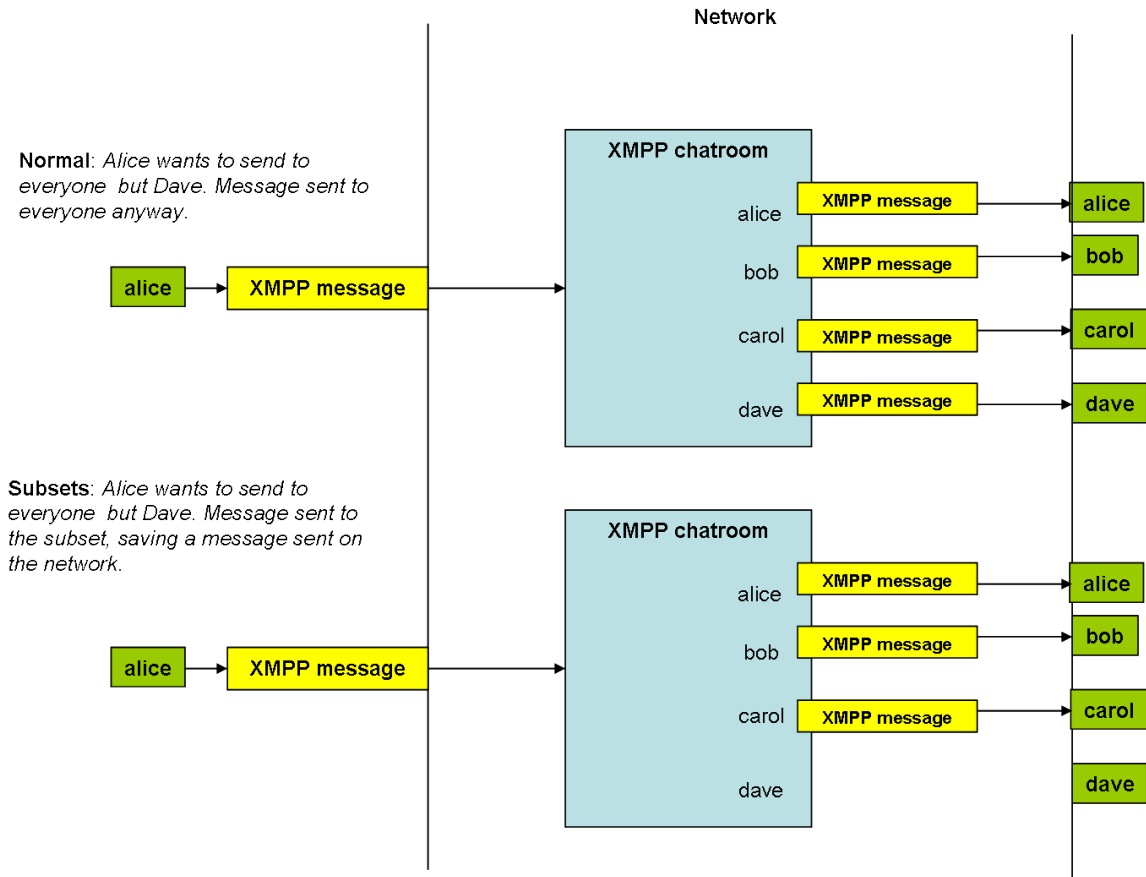 Network
Normal: Alice wants to send to
everyone but Dave. Message sent to
everyone anyway.
alice
XMPP message
XMPP chatroom
alice
XMPP message
alice
bob
XMPP message
bob
carol
XMPP message
carol
dave
XMPP message
dave
Subsets: Alice wants to send to
everyone but Dave. Message sent to
the subset, saving a message sent on
the network.
alice
XMPP message
XMPP chatroom
alice
XMPP message
alice
bob
XMPP message
bob
carol
XMPP message
carol
dave
dave